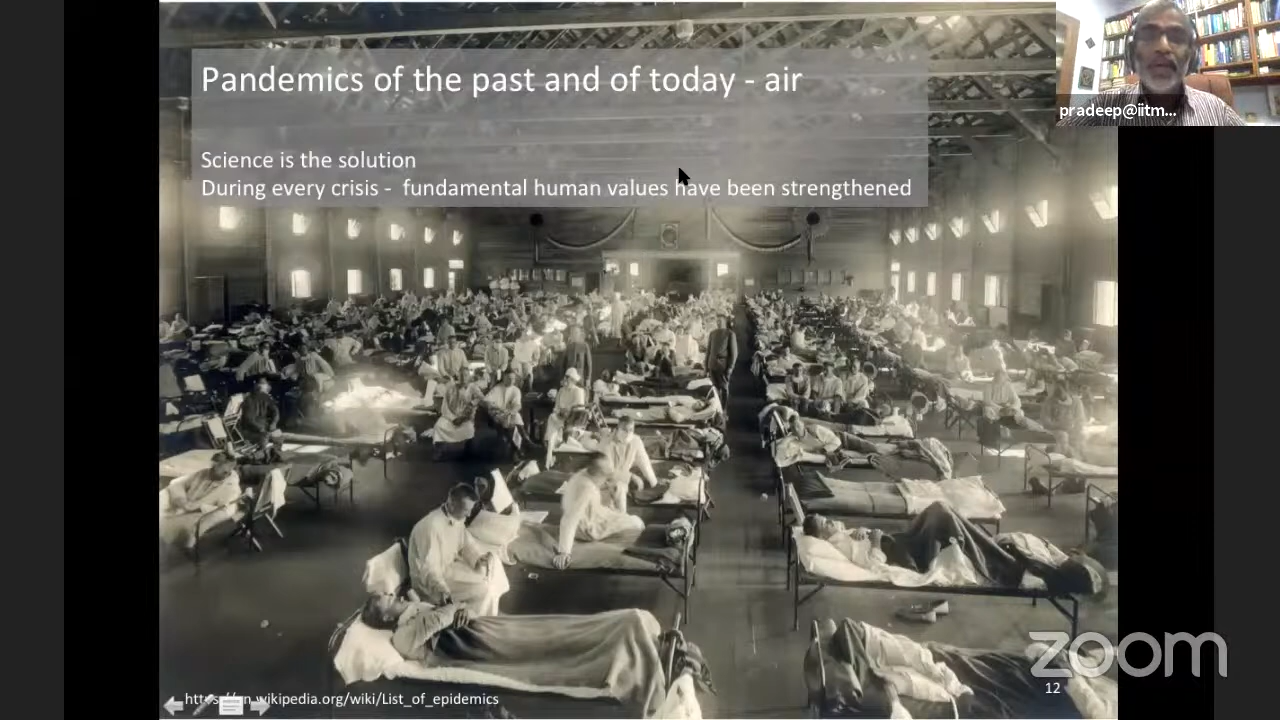 Pandemics of the past and of today - air
pradeep@iitm...
Science is the solution
During every crisis - fundamental human values have been strengthened
zoom
12
wikipedia.org/wiki/List_of_epidemics